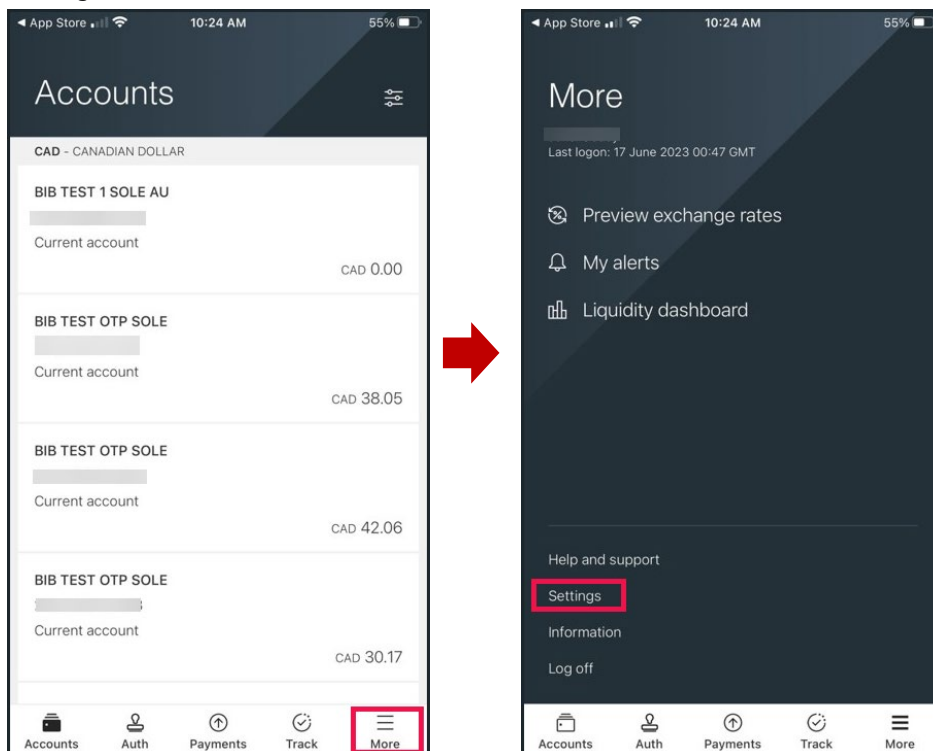 App Store 10:24 AM 55%
Accounts
CAD - CANADIAN DOLLAR
BIB TEST 1 SOLE AU
Current account
CAD 0.00
BIB TEST OTP SOLE
Current account
CAD 38.05
BIB TEST OTP SOLE
Current account
CAD 42.06
BIB TEST OTP SOLE
Current account
CAD 30.17
Accounts Auth Payments Track More
App Store 10:24 AM 55%
More
Last logon: 17 June 2023 00:47 GMT
Preview exchange rates
My alerts
Liquidity dashboard
Help and support
Settings
Information
Log off
Accounts Auth Payments Track More